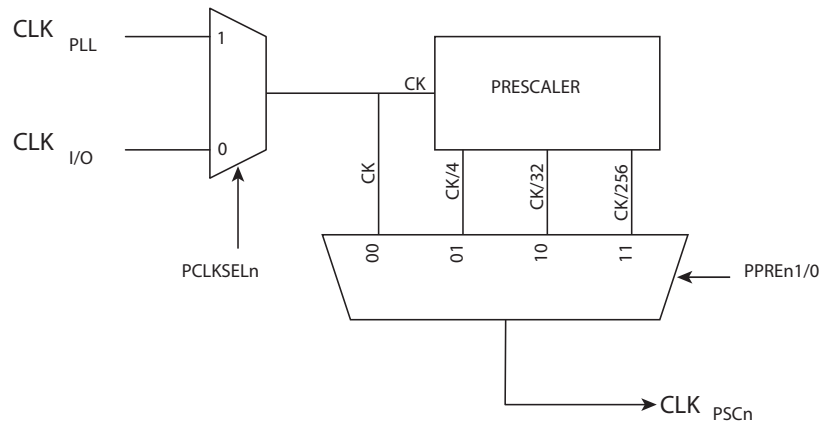 CLK PLL
1
CK
PRESCALER
CLK I/O
0
CK
CK/4
CK/32
CK/256
00
01
10
11
PCLKSELn
PPREn1/0
CLK PSCn